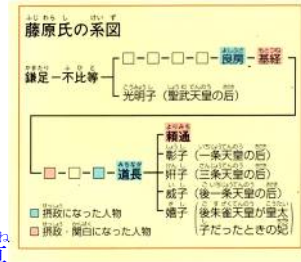 藤原氏の系図
鎌足―不比等
良房―基経
光明子(聖武天皇の后)
道長
頼通
彰子(一条天皇の后)
妍子(三条天皇の后)
威子(後一条天皇の后)
嬉子(後朱雀天皇が皇太子だったときの妃)
摂政になった人物
摂政・関白になった人物